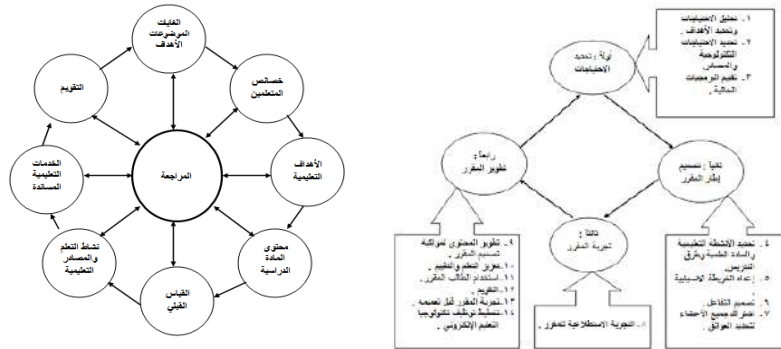 الغايات
الموضوعات
الأهداف
خصائص
المتعلمين
الأهداف
التعليمية
محتوى
المادة
الدراسية
القياس
القبلي
نشاط التعلم
والمصادر
التعليمية
الخدمات
التعليمية
المساندة
التقويم
المراجعة
١- تحليل الاحتياجات
وتحديد الأهداف .
٢- تحديد الاحتياجات
التكنولوجية
والمصادر.
٣- تقييم البرمجيات
الحالية .
أولاً : تحديد
الاحتياجات
ثانياً : تصميم
إطار المقرر
٤- تحديد الأنشطة التعليمية
والمادة العلمية وطرق
التدريس .
٥- إعداد الخريطة الانسيابية
٦- تصميم التفاعل .
٧- اشتراك جميع الأعضاء
لتحديد العوائق .
ثالثاً :
تجربة المقرر
٨- التجربة الاستطلاعية للمقرر .
رابعاً :
تطوير المقرر
٩- تطوير المحتوى لمواكبة
تصميم المقرر .
١٠- تعزيز التعلم والتقييم .
١١- استخدام الطالب المقرر .
١٢- التقويم .
١٣- تجربة المقرر قبل تعميمه .
١٤- تخطيط توظيف تكنولوجيا
التعليم الإلكتروني .